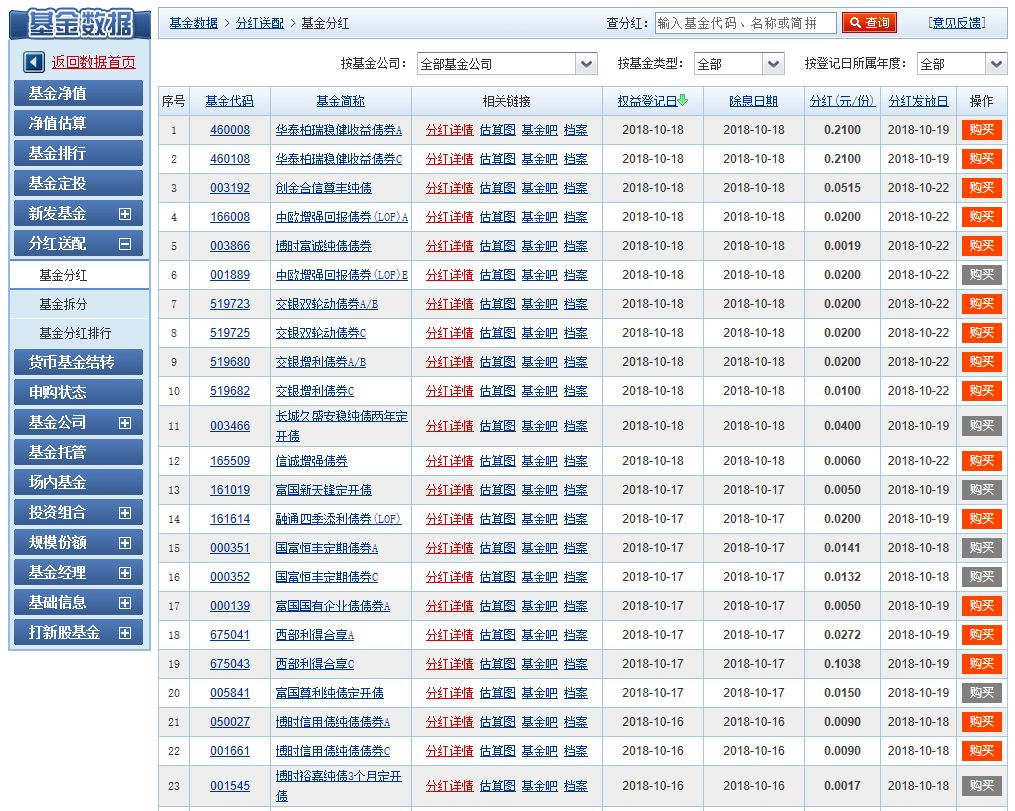 基金数据
返回数据首页
基金净值
净值估算
基金排行
基金定投
新发基金
分红送配
基金分红
基金拆分
基金分红排行
货币基金结转
申购状态
基金公司
基金托管
场内基金
投资组合
规模份额
基金经理
基础信息
打新股基金
基金数据 > 分红送配 > 基金分红 查分红: 输入基金代码、名称或简拼 查询 [意见反馈]
按基金公司: 全部基金公司 按基金类型: 全部 按登记日所属年度: 全部
序号 基金代码 基金简称 相关链接 权益登记日 除息日期 分红(元/份) 分红发放日 操作
1 460008 华泰柏瑞稳健收益债券A 分红详情 估算图 基金吧 档案 2018-10-18 2018-10-18 0.2100 2018-10-19 购买
2 460108 华泰柏瑞稳健收益债券C 分红详情 估算图 基金吧 档案 2018-10-18 2018-10-18 0.2100 2018-10-19 购买
3 003192 创金合信尊丰纯债 分红详情 估算图 基金吧 档案 2018-10-18 2018-10-18 0.0515 2018-10-22 购买
4 166008 中欧增强回报债券(LOF)A 分红详情 估算图 基金吧 档案 2018-10-18 2018-10-18 0.0200 2018-10-22 购买
5 003866 博时富诚纯债债券 分红详情 估算图 基金吧 档案 2018-10-18 2018-10-18 0.0019 2018-10-22 购买
6 001889 中欧增强回报债券(LOF)E 分红详情 估算图 基金吧 档案 2018-10-18 2018-10-18 0.0200 2018-10-22 购买
7 519723 交银双轮动债券A/B 分红详情 估算图 基金吧 档案 2018-10-18 2018-10-18 0.0200 2018-10-22 购买
8 519725 交银双轮动债券C 分红详情 估算图 基金吧 档案 2018-10-18 2018-10-18 0.0200 2018-10-22 购买
9 519680 交银增利债券A/B 分红详情 估算图 基金吧 档案 2018-10-18 2018-10-18 0.0200 2018-10-22 购买
10 519682 交银增利债券C 分红详情 估算图 基金吧 档案 2018-10-18 2018-10-18 0.0100 2018-10-22 购买
11 003466 长城久盛安稳纯债两年定 分红详情 估算图 基金吧 档案 2018-10-18 2018-10-18 0.0400 2018-10-19 购买
开债
12 165509 信诚增强债券 分红详情 估算图 基金吧 档案 2018-10-18 2018-10-18 0.0060 2018-10-22 购买
13 161019 富国新天锋定开债 分红详情 估算图 基金吧 档案 2018-10-17 2018-10-17 0.0050 2018-10-19 购买
14 161614 融通四季添利债券(LOF) 分红详情 估算图 基金吧 档案 2018-10-17 2018-10-17 0.0200 2018-10-19 购买
15 000351 国富恒丰定期债券A 分红详情 估算图 基金吧 档案 2018-10-17 2018-10-17 0.0141 2018-10-18 购买
16 000352 国富恒丰定期债券C 分红详情 估算图 基金吧 档案 2018-10-17 2018-10-17 0.0132 2018-10-18 购买
17 000139 富国国有企业债债券A 分红详情 估算图 基金吧 档案 2018-10-17 2018-10-17 0.0050 2018-10-19 购买
18 675041 西部利得合享A 分红详情 估算图 基金吧 档案 2018-10-17 2018-10-17 0.0272 2018-10-19 购买
19 675043 西部利得合享C 分红详情 估算图 基金吧 档案 2018-10-17 2018-10-17 0.1038 2018-10-19 购买
20 005841 富国尊利纯债定开债 分红详情 估算图 基金吧 档案 2018-10-17 2018-10-17 0.0150 2018-10-19 购买
21 050027 博时信用债纯债债券A 分红详情 估算图 基金吧 档案 2018-10-16 2018-10-16 0.0090 2018-10-18 购买
22 001661 博时信用债纯债债券C 分红详情 估算图 基金吧 档案 2018-10-16 2018-10-16 0.0090 2018-10-18 购买
23 001545 博时裕嘉纯债3个月定开 分红详情 估算图 基金吧 档案 2018-10-16 2018-10-16 0.0017 2018-10-18 购买
债